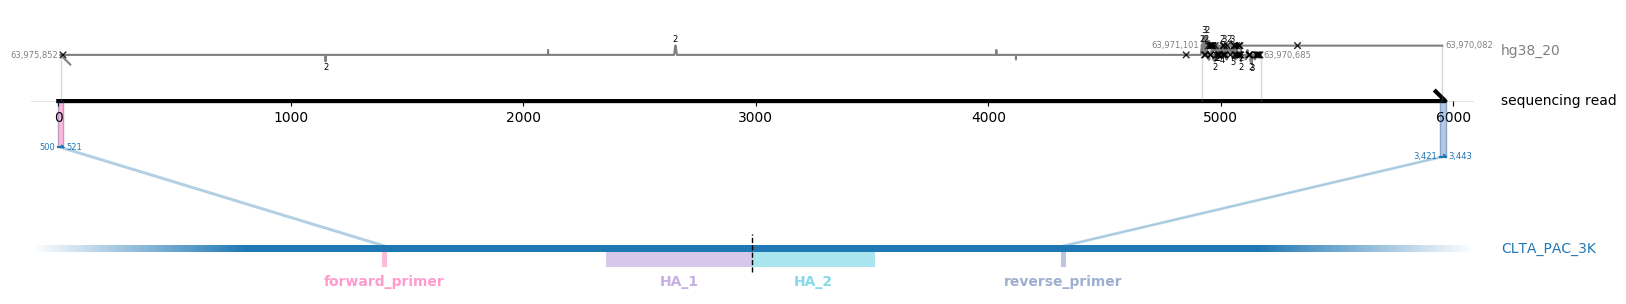 63,975,852
2
2
63,971,101
63,970,685
63,970,082
hg38_20
sequencing read
0 1000 2000 3000 4000 5000 6000
500 521
3,421 3,443
CLTA_PAC_3K
forward_primer HA_1 HA_2 reverse_primer